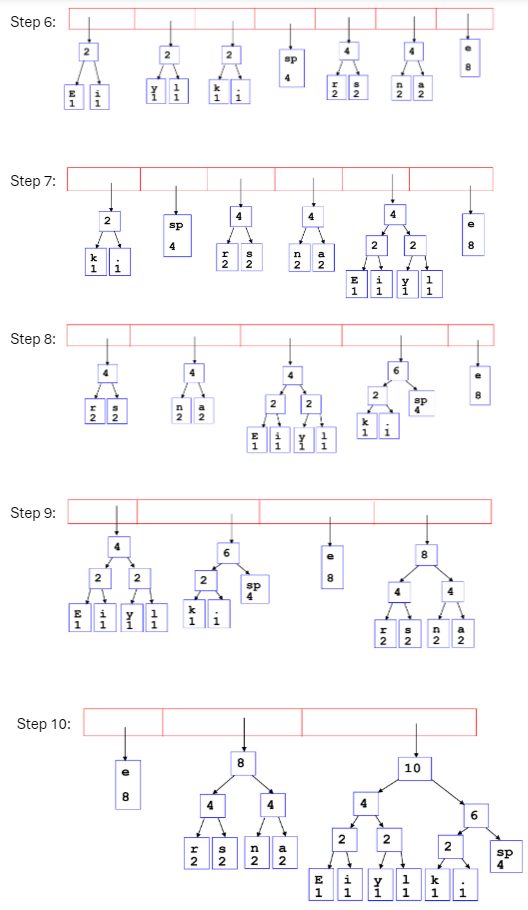 Step 6:
2 2 2 sp 4 4 4 e 8
E 1 i 1 y 1 l 1 k 1 . 1 r 2 s 2 n 2 a 2
Step 7:
2 sp 4 4 4 4 e 8
k 1 . 1 r 2 s 2 n 2 a 2 2 2
E 1 i 1 y 1 l 1
Step 8:
4 4 4 6 e 8
r 2 s 2 n 2 a 2 2 2 2 sp 4
E 1 i 1 y 1 l 1 k 1 . 1
Step 9:
4 6 e 8 8
2 2 2 sp 4 4 4
E 1 i 1 y 1 l 1 k 1 . 1 r 2 s 2 n 2 a 2
Step 10:
e 8 8 10
4 4 4 6
r 2 s 2 n 2 a 2 2 2 2 sp 4
E 1 i 1 y 1 l 1 k 1 . 1